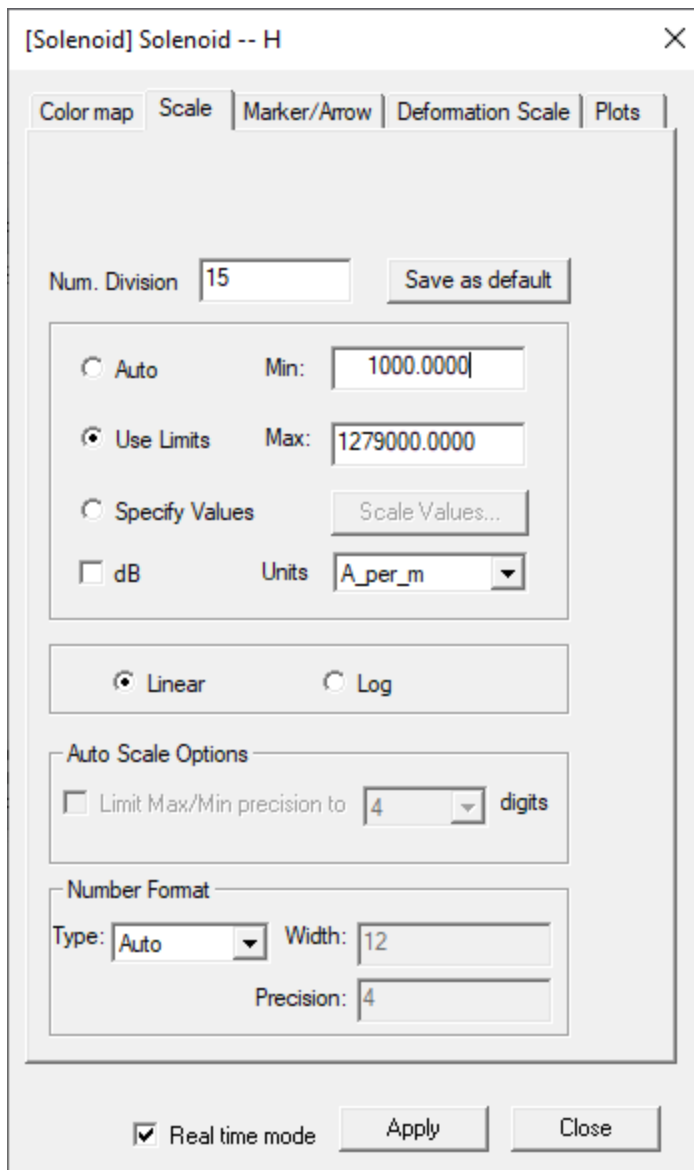 [Solenoid] Solenoid -- H
Color map Scale Marker/Arrow Deformation Scale Plots
Num. Division 15 Save as default
Auto Min: 1000.0000
Use Limits Max: 1279000.0000
Specify Values Scale Values...
dB Units A_per_m
Linear Log
Auto Scale Options
Limit Max/Min precision to 4 digits
Number Format
Type: Auto Width: 12
Precision: 4
Real time mode Apply Close